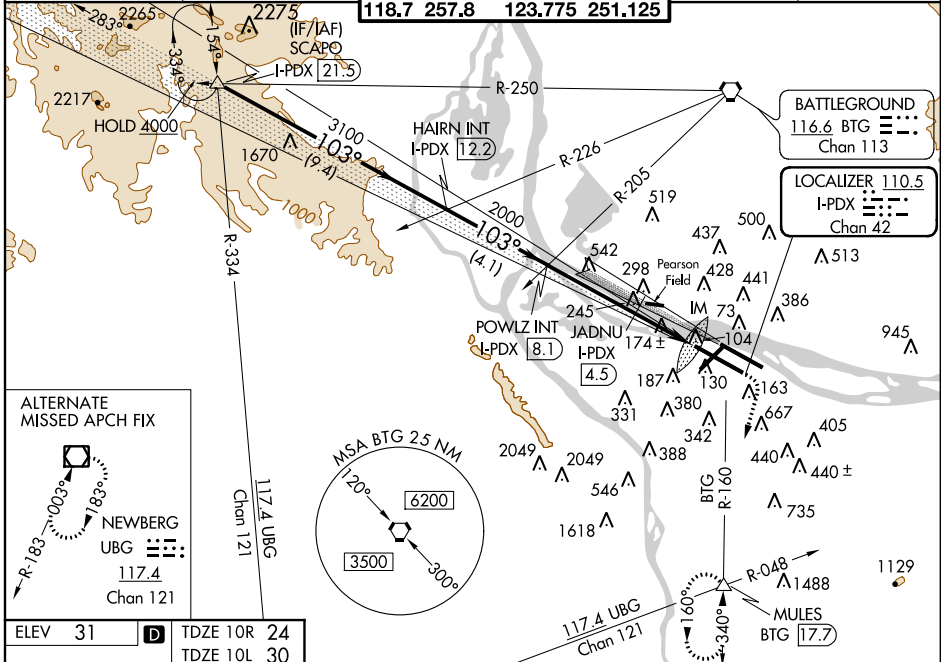 118.7 257.8 123.775 251.125
283°
2265
154°
334°
2275
(IF/IAF)
SCAPO
I-PDX 21.5
2217
HOLD 4000
1670
3100
103°
(9.4)
1000
HAIRN INT
I-PDX 12.2
R-250
R-226
R-205
BATTLEGROUND
116.6 BTG
Chan 113
LOCALIZER 110.5
I-PDX
Chan 42
2000
103°
(4.1)
R-334
519
500
437
513
542
298
Pearson
Field
428
441
386
245
IM
73
POWLZ INT
I-PDX 8.1
JADNU
I-PDX
4.5
174 ±
104
945
187
130
163
331
380
342
667
405
388
440
440 ±
2049
2049
546
735
1618
ALTERNATE
MISSED APCH FIX
003°
183°
R-183
NEWBERG
UBG
117.4
Chan 121
117.4 UBG
Chan 121
MSA BTG 25 NM
120°
6200
3500
300°
BTG
R-160
R-048
1488
1129
117.4 UBG
Chan 121
160°
340°
MULES
BTG 17.7
ELEV 31 D TDZE 10R 24
TDZE 10L 30